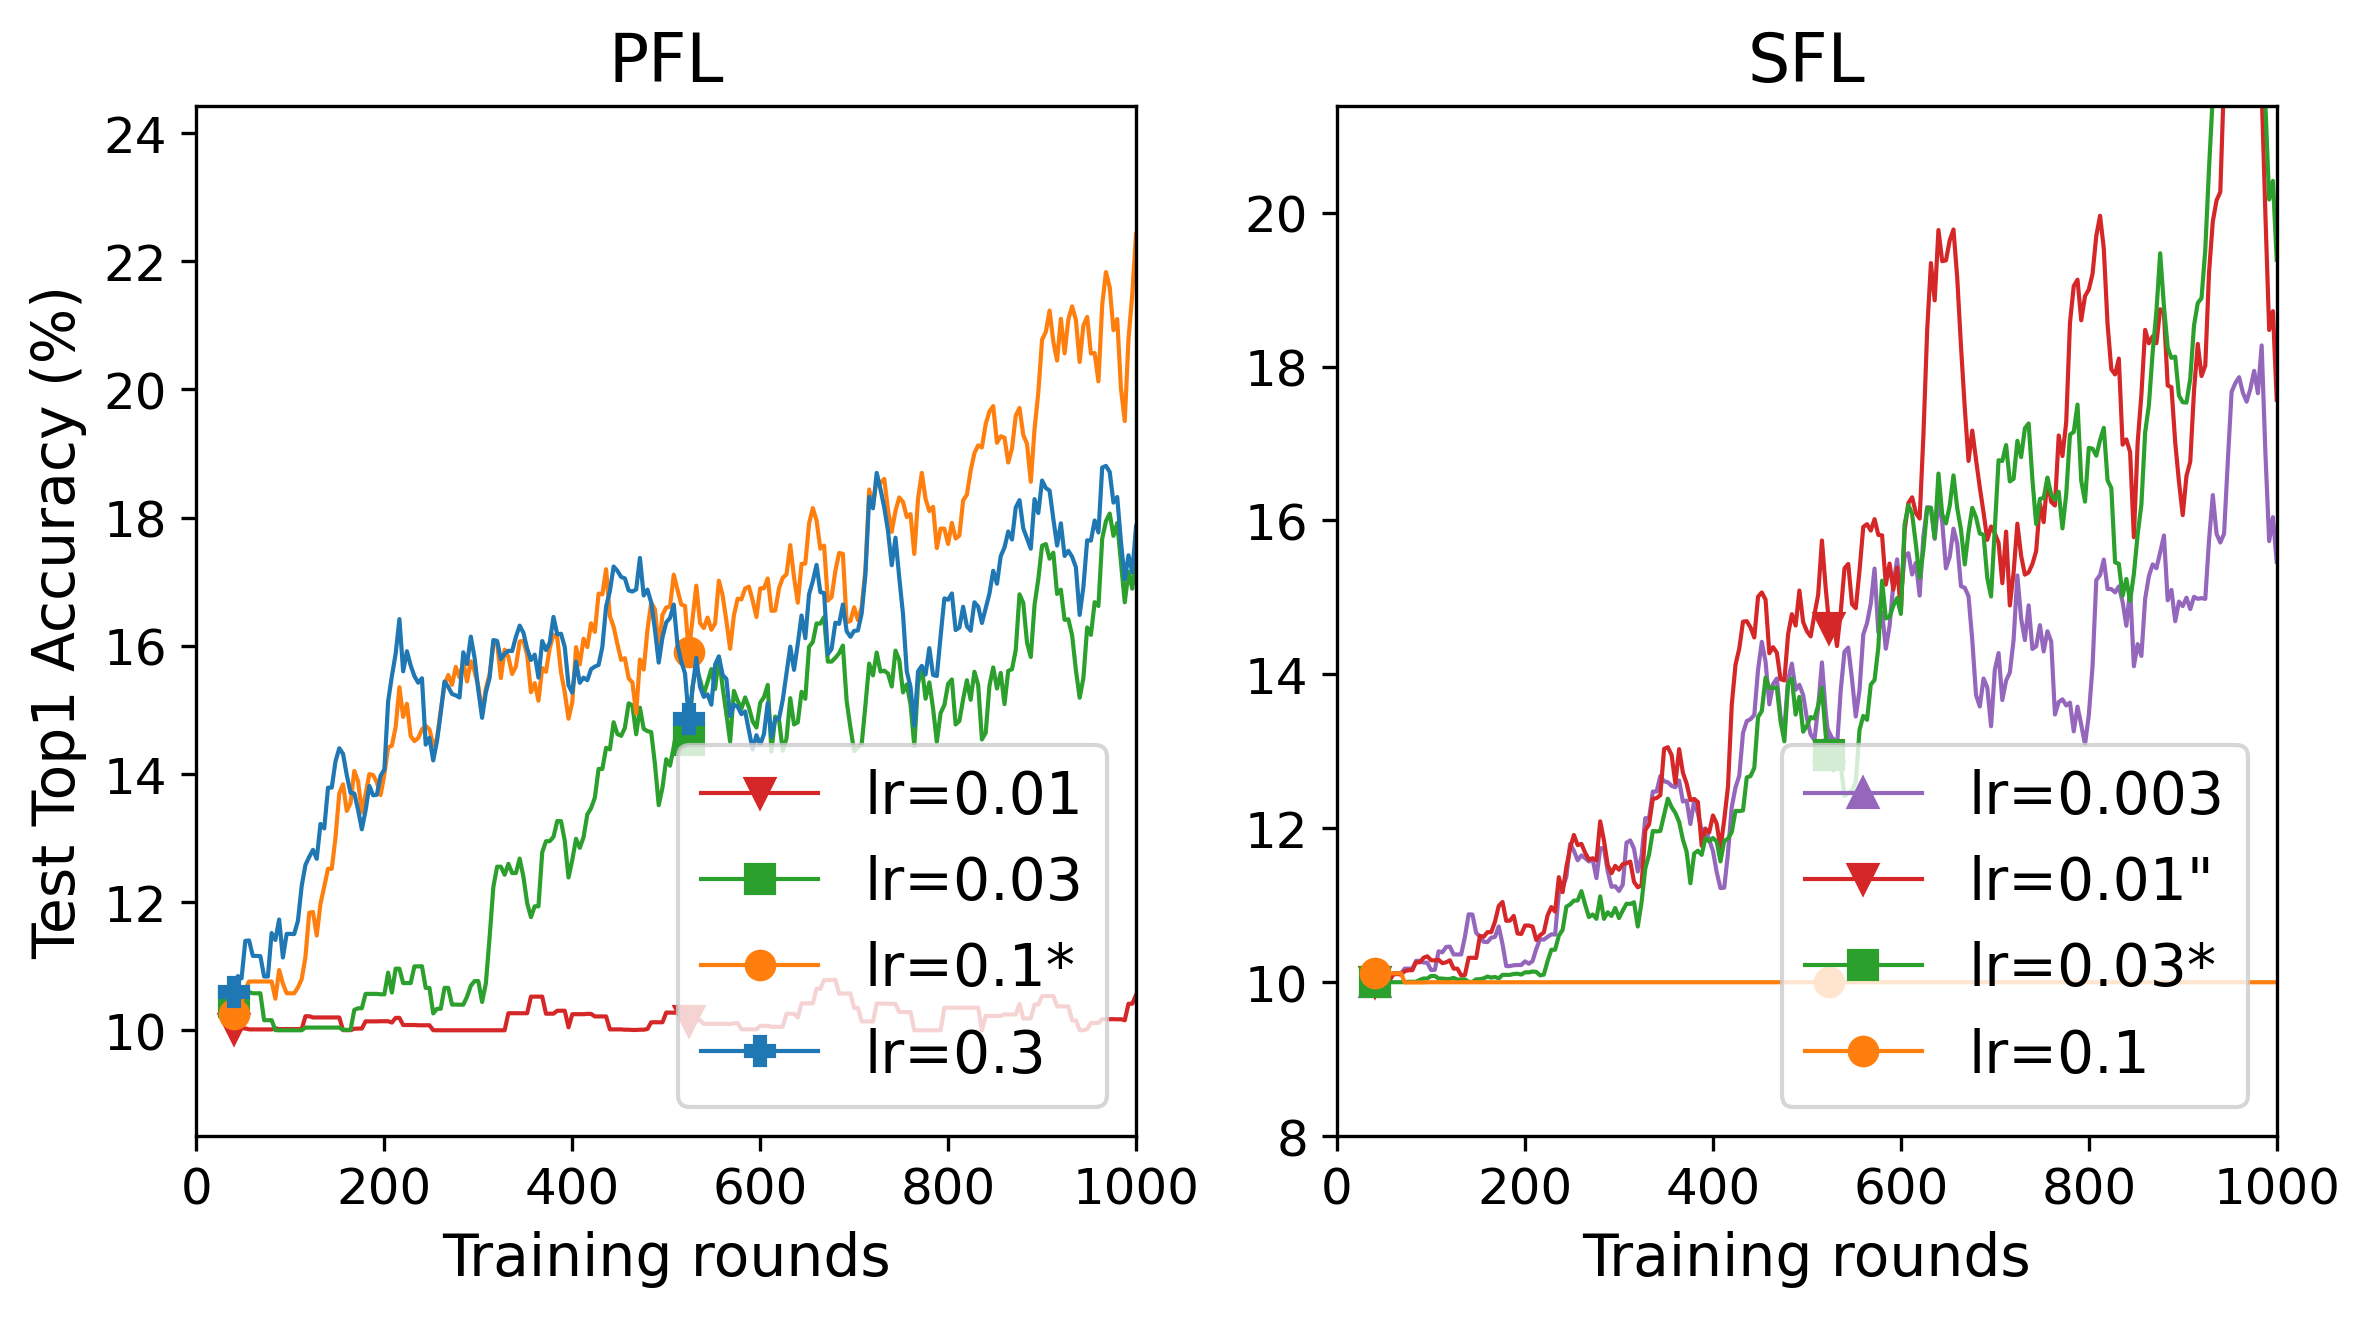 PFL
Test Top1 Accuracy (%)
24
22
20
18
16
14
12
10
0 200 400 600 800 1000
Training rounds
lr=0.01
lr=0.03
lr=0.1*
lr=0.3
SFL
20
18
16
14
12
10
8
0 200 400 600 800 1000
Training rounds
lr=0.003
lr=0.01"
lr=0.03*
lr=0.1